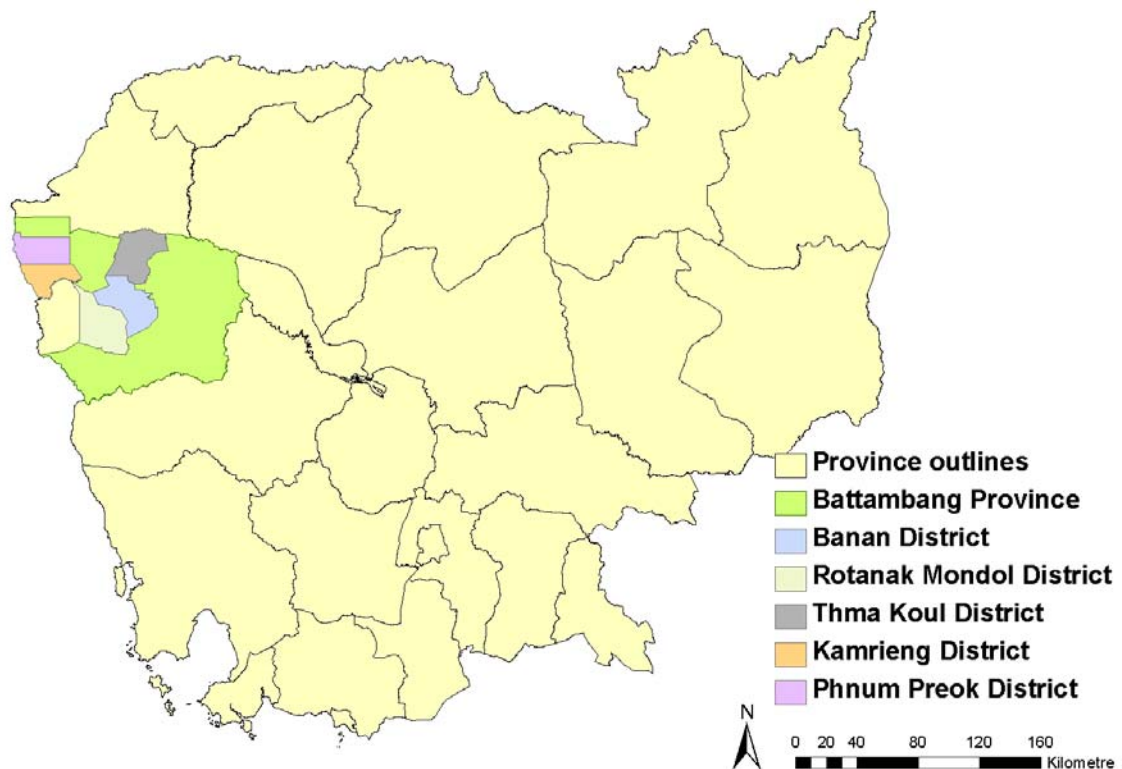 Province outlines
Battambang Province
Banan District
Rotanak Mondol District
Thma Koul District
Kamrieng District
Phnum Preok District
N
0 20 40 80 120 160
Kilometre